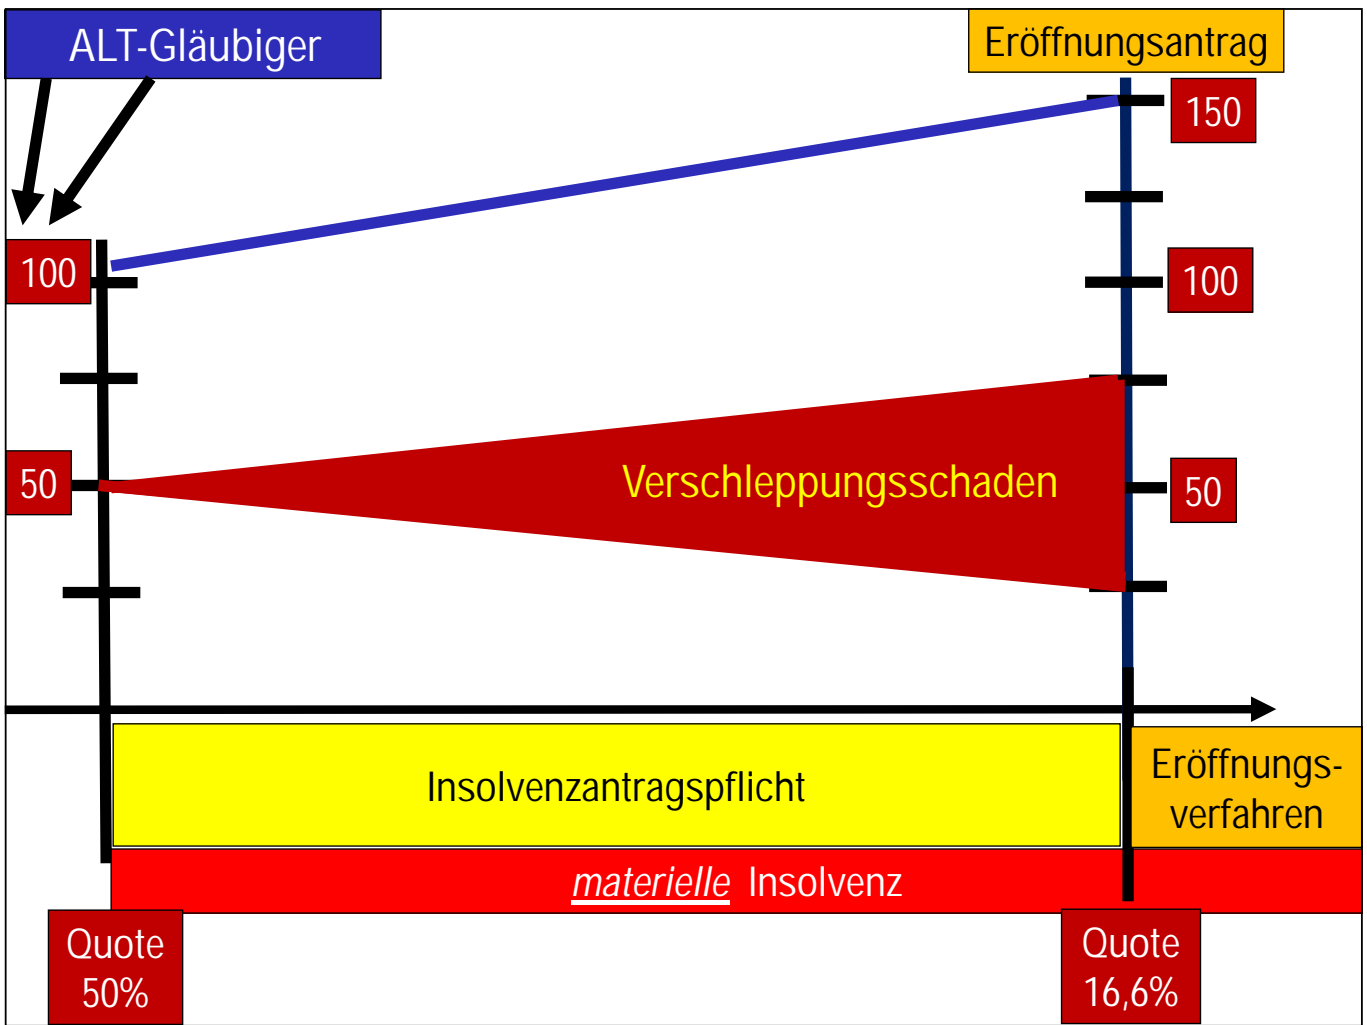 ALT-Gläubiger
Eröffnungsantrag
150
100
100
50
Verschleppungsschaden
50
Insolvenzantragspflicht
Eröffnungs-
verfahren
materielle Insolvenz
Quote
50%
Quote
16,6%